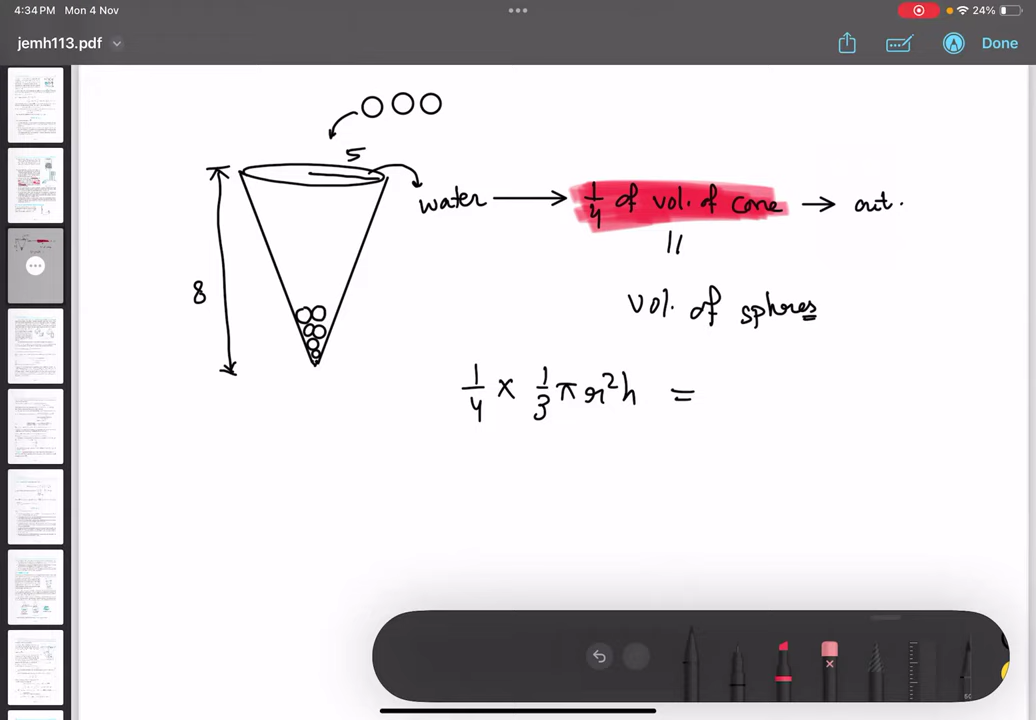 4:34 PM Mon 4 Nov
24%
jemh113.pdf
Done
5
water → 1/4 of vol. of cone → out.
||
8
vol. of spheres
1/4 × 1/3 πr²h =